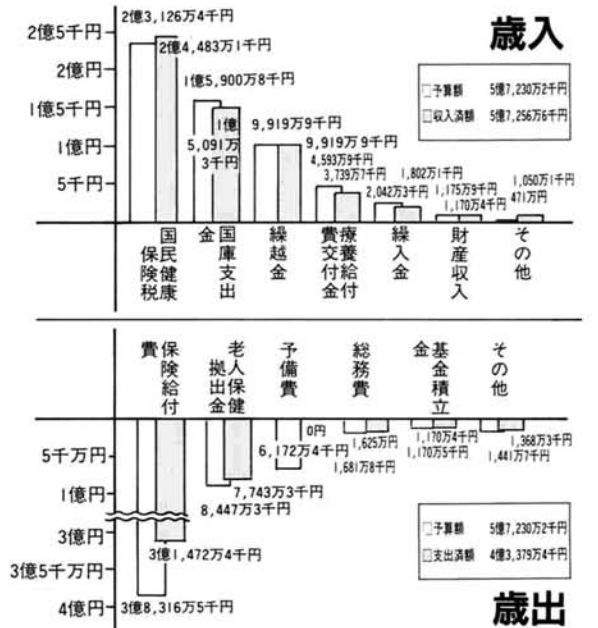 歳入
2億5千円
2億円
1億5千円
1億円
5千円
2億3,126万4千円
2億4,483万1千円
1億5,900万8千円
1億
5,091万
3千円
9,919万9千円
9,919万9千円
4,593万9千円
3,739万7千円
2,042万3千円
1,802万1千円
1,175万9千円
1,170万4千円
1,050万1千円
471万円
予算額 5億7,230万2千円
収入済額 5億7,256万6千円
国民健康
保険税
国庫支出
金
繰越金
療養給付
費交付金
繰入金
財産収入
その他
保険給付
費
老人保健
拠出金
予備費
総務費
基金積立
金
その他
5千万円
1億円
3億円
3億5千万円
4億円
3億1,472万4千円
3億8,316万5千円
7,743万3千円
8,447万3千円
0円
6,172万4千円
1,625万円
1,681万8千円
1,170万4千円
1,170万5千円
1,368万3千円
1,441万7千円
予算額 5億7,230万2千円
支出済額 4億3,379万4千円
歳出